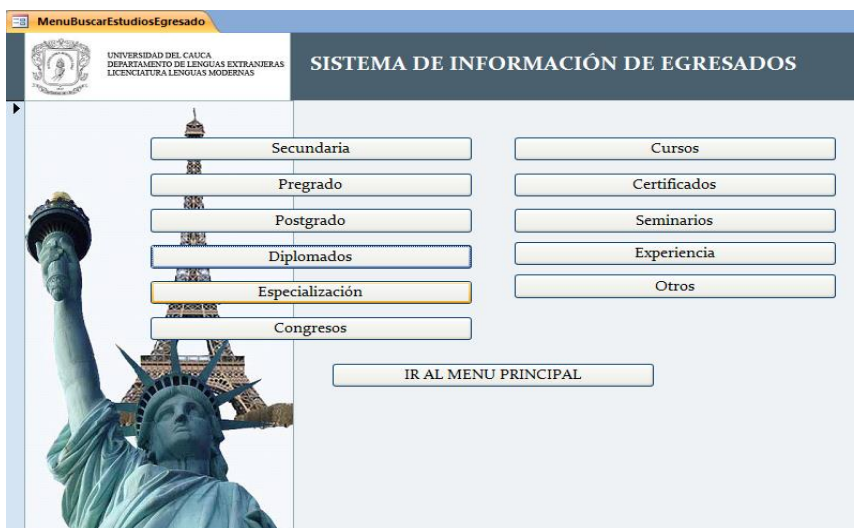 MenuBuscarEstudiosEgresado
UNIVERSIDAD DEL CAUCA
DEPARTAMENTO DE LENGUAS EXTRANJERAS
LICENCIATURA LENGUAS MODERNAS
SISTEMA DE INFORMACIÓN DE EGRESADOS
Secundaria
Pregrado
Postgrado
Diplomados
Especialización
Congresos
Cursos
Certificados
Seminarios
Experiencia
Otros
IR AL MENU PRINCIPAL